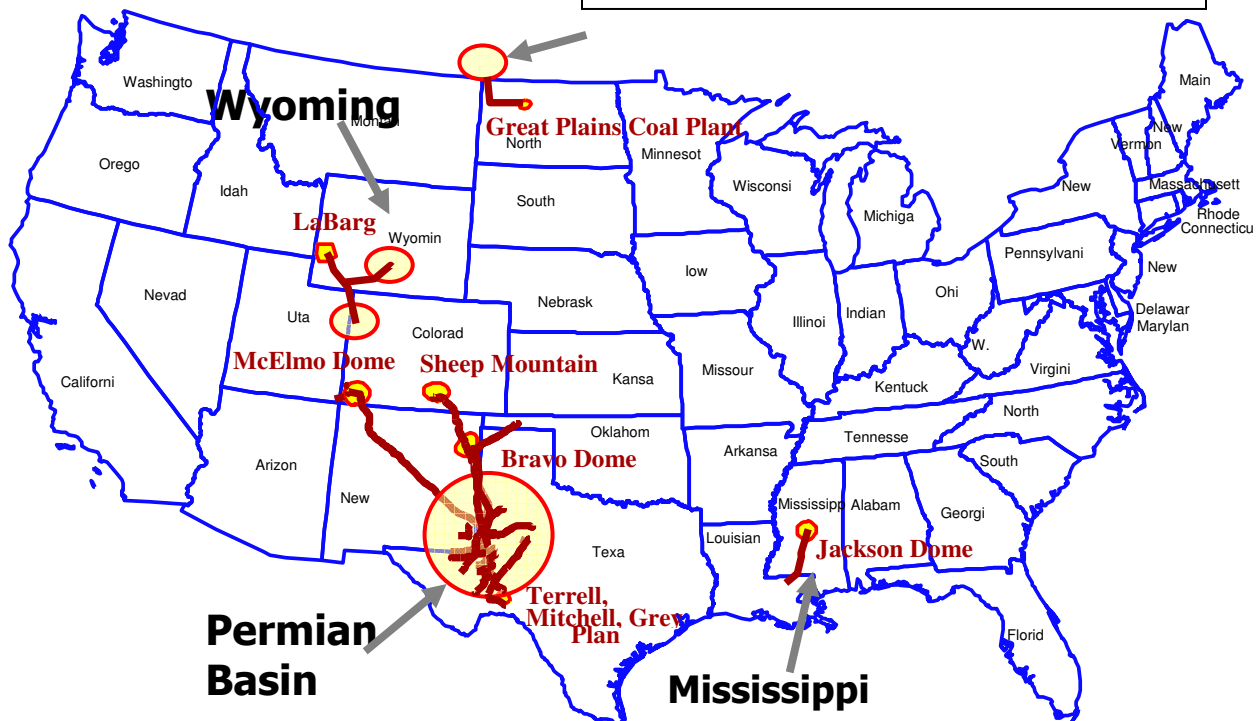 Washingto
Main
Wyoming
Montan
Great Plains Coal Plant
North
Minnesot
New
Vermon
Orego
Idah
Wisconsi
New
Massachusett
South
Michiga
Rhode
Connecticu
LaBarg
Wyomin
Pennsylvani
New
Iow
Nevad
Nebrask
Ohi
Uta
Indian
Illinoi
Delawar
Marylan
Colorad
W.
McElmo Dome
Sheep Mountain
Virgini
Missour
Californi
Kansa
Kentuck
North
Oklahom
Tennesse
Arkansa
Bravo Dome
South
Arizon
New
Mississipp
Alabam
Georgi
Louisian
Texa
Jackson Dome
Terrell,
Mitchell, Grey
Plan
Permian
Basin
Florid
Mississippi